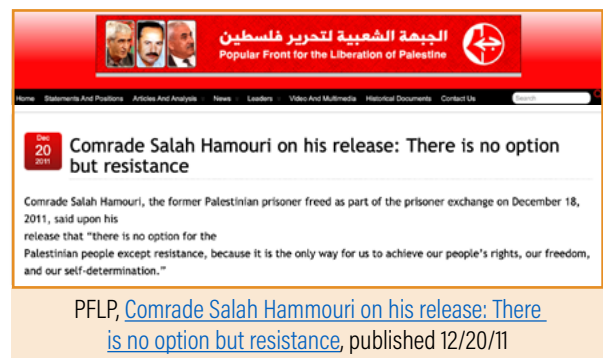 الجبهة الشعبية لتحرير فلسطين
Popular Front for the Liberation of Palestine
Home Statements And Positions Articles And Analysis News Leaders Video And Multimedia Historical Documents Contact Us Search
Dec
20
2011
Comrade Salah Hamouri on his release: There is no option
but resistance
Comrade Salah Hamouri, the former Palestinian prisoner freed as part of the prisoner exchange on December 18,
2011, said upon his
release that “there is no option for the
Palestinian people except resistance, because it is the only way for us to achieve our people’s rights, our freedom,
and our self-determination.”
PFLP, Comrade Salah Hammouri on his release: There
is no option but resistance, published 12/20/11